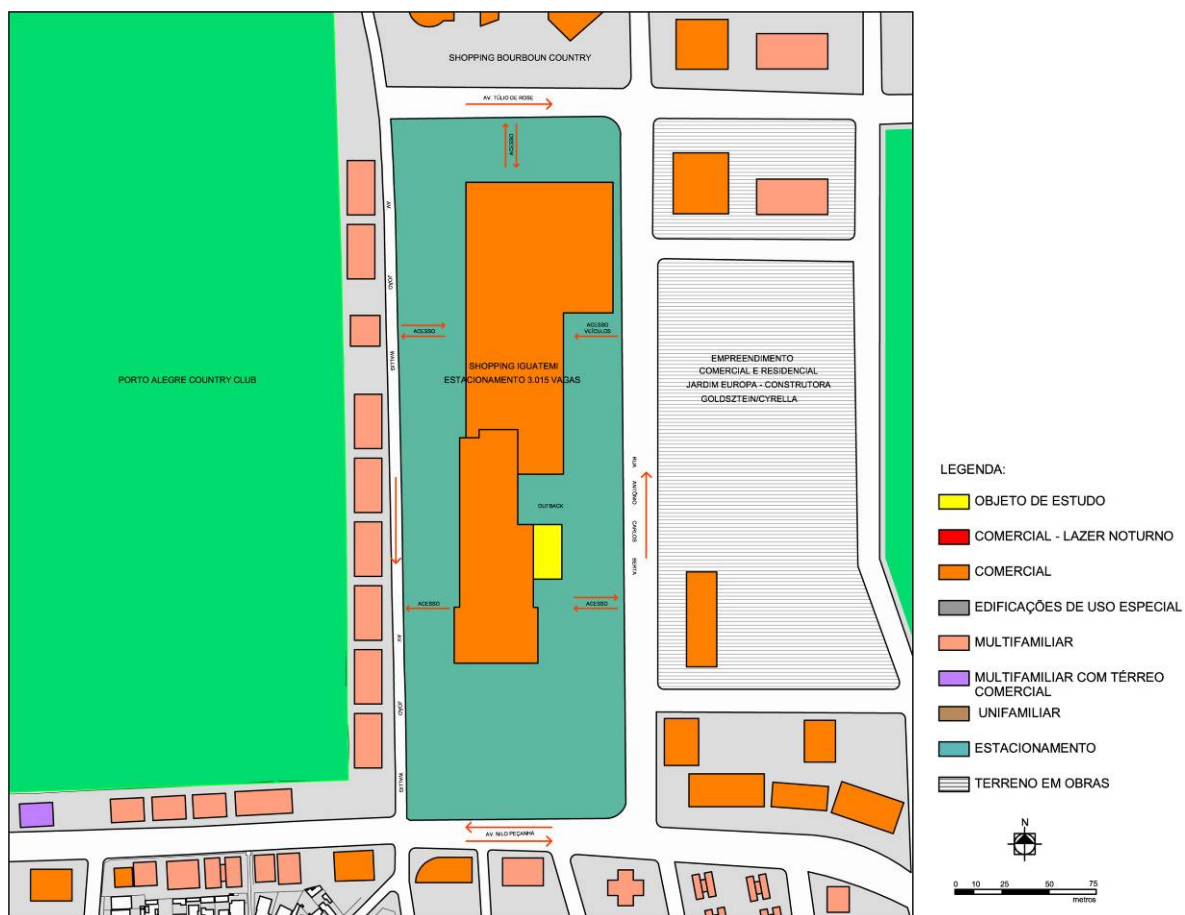 SHOPPING BOURBOUN COUNTRY
AV. TÚLIO DE ROSE
DESCIDA
AV.
JOÃO
WALLIG
ACESSO
ACESSO
VEÍCULOS
SHOPPING IGUATEMI
ESTACIONAMENTO 3.015 VAGAS
PORTO ALEGRE COUNTRY CLUB
EMPREENDIMENTO
COMERCIAL E RESIDENCIAL
JARDIM EUROPA - CONSTRUTORA
GOLDSZTEIN/CYRELLA
RUA
ANTÔNIO
CARLOS
BERTA
OUTBACK
ACESSO
ACESSO
AV.
JOÃO
WALLIG
AV. NILO PEÇANHA
LEGENDA:
OBJETO DE ESTUDO
COMERCIAL - LAZER NOTURNO
COMERCIAL
EDIFICAÇÕES DE USO ESPECIAL
MULTIFAMILIAR
MULTIFAMILIAR COM TÉRREO
COMERCIAL
UNIFAMILIAR
ESTACIONAMENTO
TERRENO EM OBRAS
N
0 10 25 50 75
metros